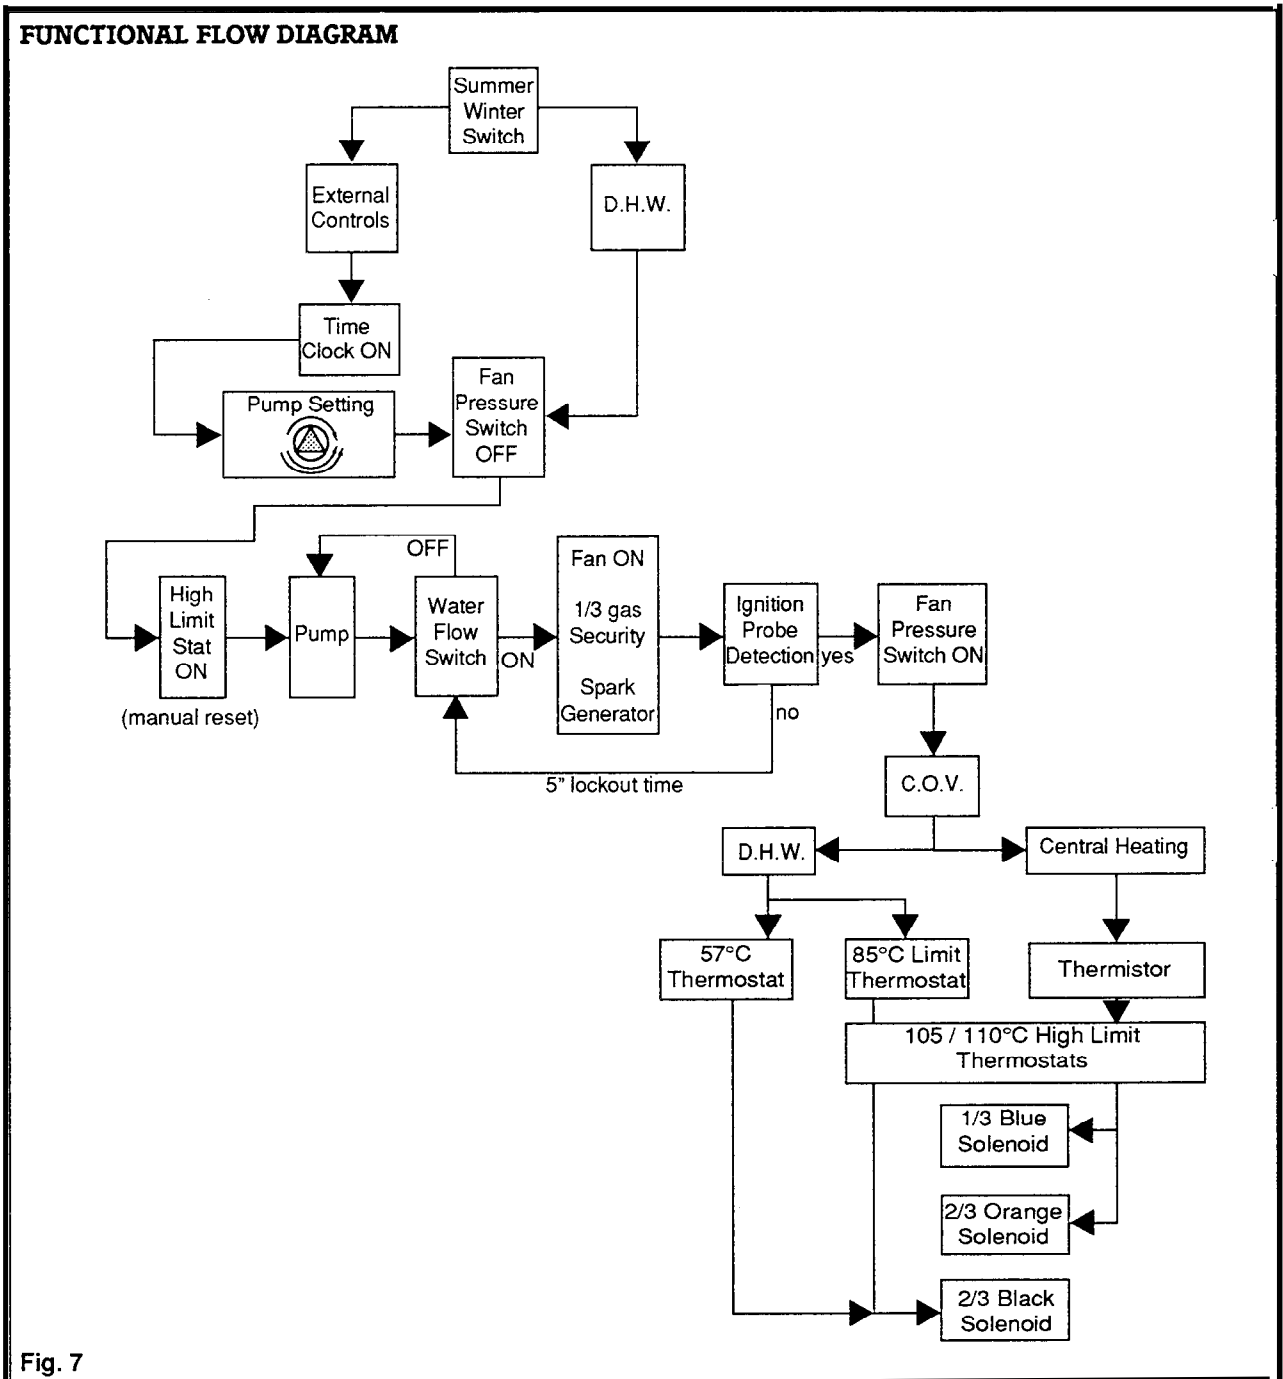 FUNCTIONAL FLOW DIAGRAM
Summer
Winter
Switch
External
Controls
D.H.W.
Time
Clock ON
Pump Setting
Fan
Pressure
Switch
OFF
OFF
High
Limit
Stat
ON
(manual reset)
Pump
Water
Flow
Switch
ON
Fan ON
1/3 gas
Security
Spark
Generator
Ignition
Probe
Detection
yes
no
Fan
Pressure
Switch ON
5" lockout time
C.O.V.
D.H.W.
Central Heating
57°C
Thermostat
85°C Limit
Thermostat
Thermistor
105 / 110°C High Limit
Thermostats
1/3 Blue
Solenoid
2/3 Orange
Solenoid
2/3 Black
Solenoid
Fig. 7